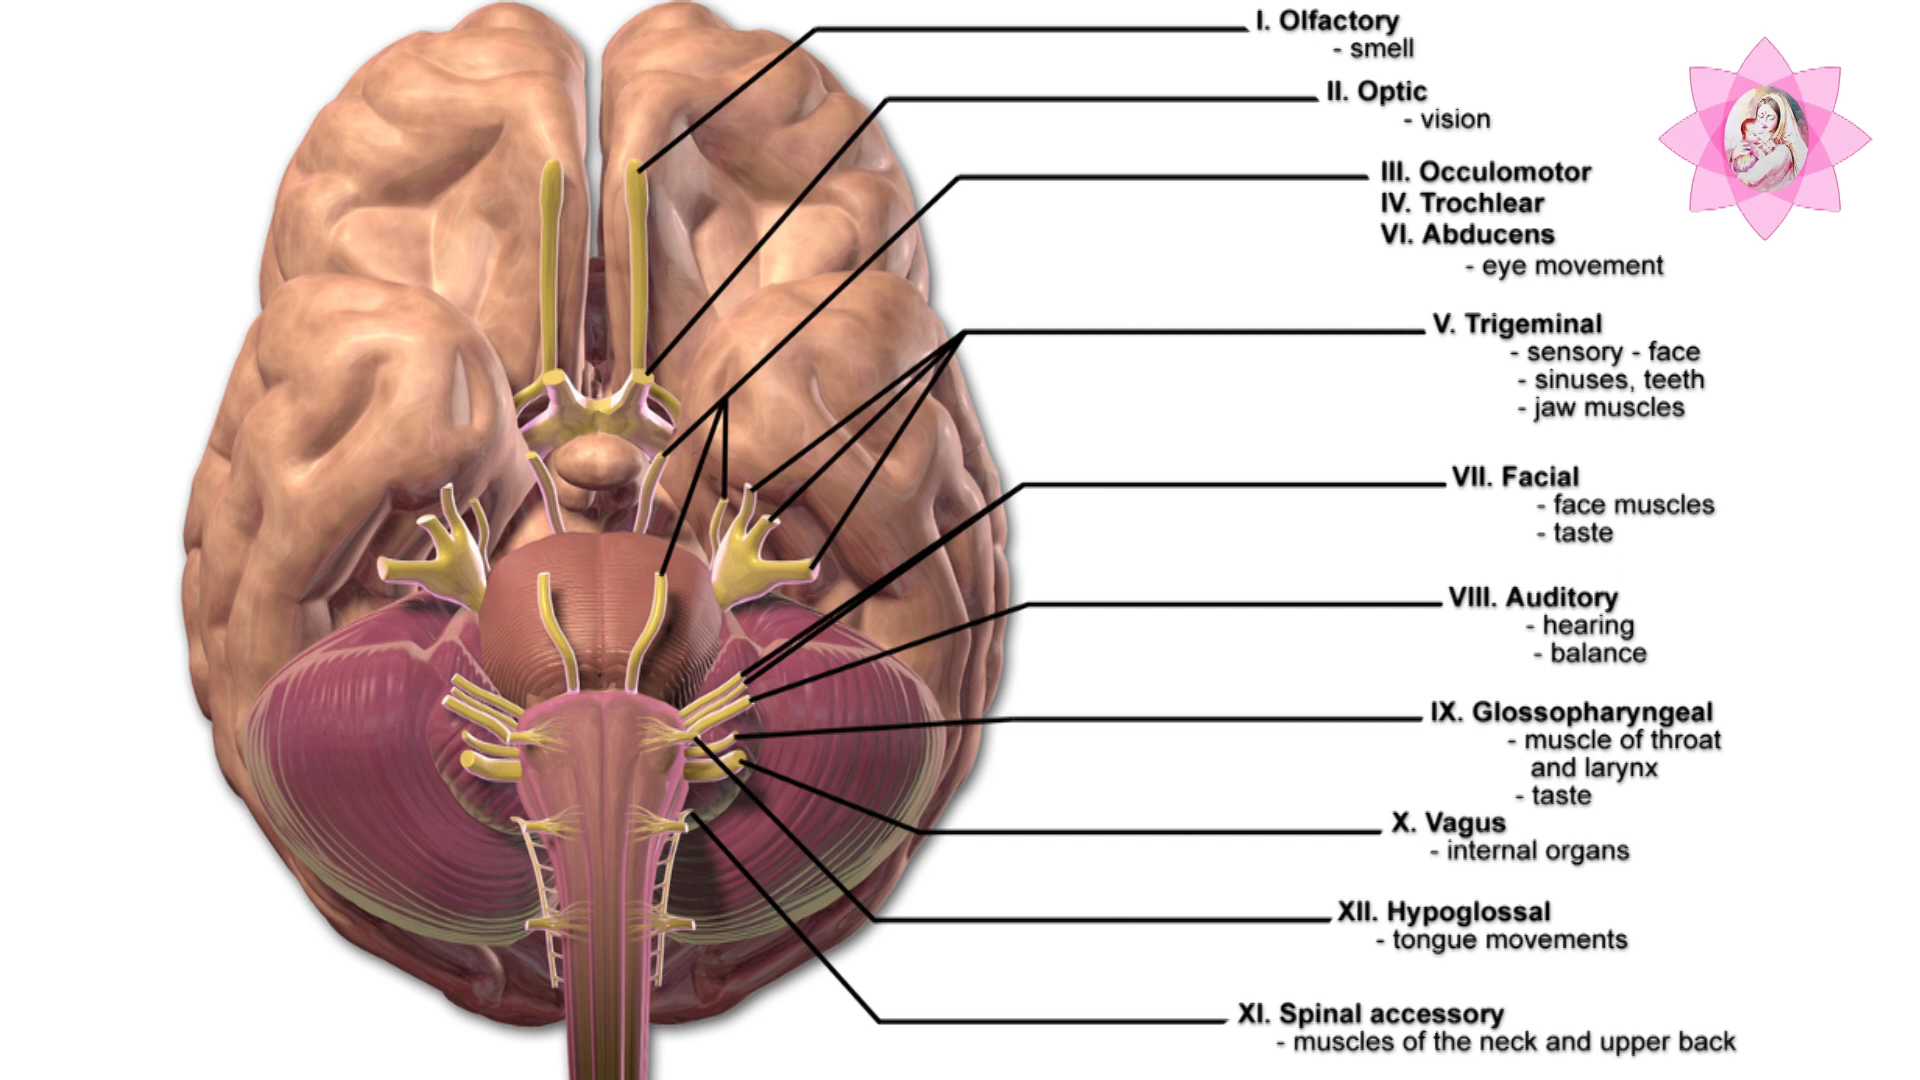 I. Olfactory
- smell
II. Optic
- vision
III. Occulomotor
IV. Trochlear
VI. Abducens
- eye movement
V. Trigeminal
- sensory - face
- sinuses, teeth
- jaw muscles
VII. Facial
- face muscles
- taste
VIII. Auditory
- hearing
- balance
IX. Glossopharyngeal
- muscle of throat
and larynx
- taste
X. Vagus
- internal organs
XII. Hypoglossal
- tongue movements
XI. Spinal accessory
- muscles of the neck and upper back